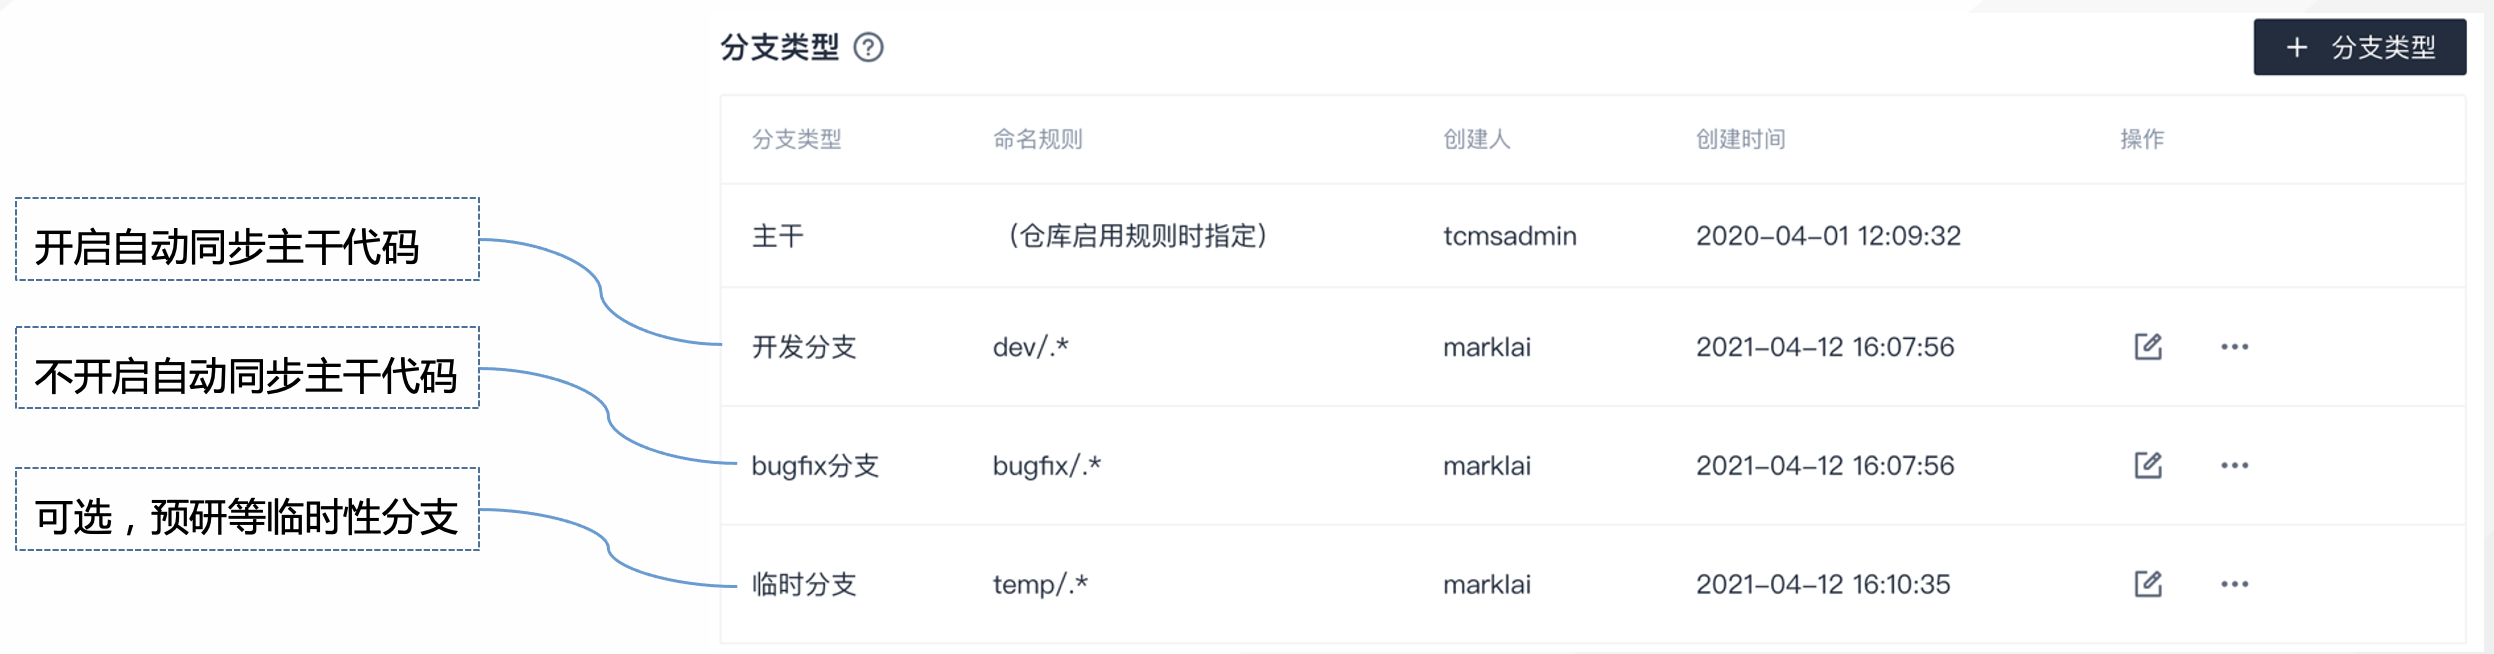 分支类型 ?
+ 分支类型
分支类型 命名规则 创建人 创建时间 操作
主干 （仓库启用规则时指定） tcmsadmin 2020-04-01 12:09:32
开启自动同步主干代码
开发分支 dev/.* marklai 2021-04-12 16:07:56 ...
不开启自动同步主干代码
bugfix分支 bugfix/.* marklai 2021-04-12 16:07:56 ...
可选，预研等临时性分支
临时分支 temp/.* marklai 2021-04-12 16:10:35 ...